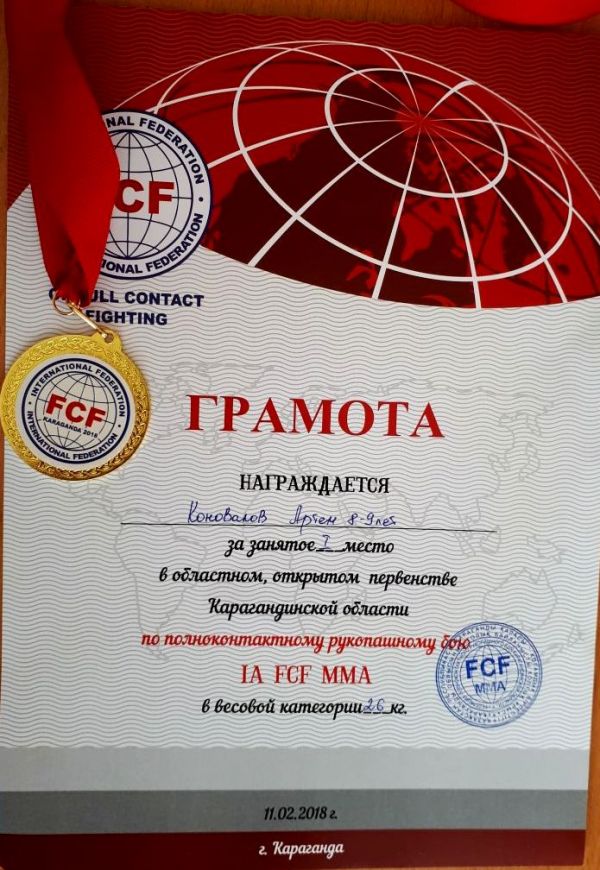 NAL FEDERATION
CF
INTERNATIONAL FEDERATION
FULL CONTACT
FIGHTING
INTERNATIONAL FEDERATION
FCF
KARAGANDA 2018
INTERNATIONAL FEDERATION
ГРАМОТА
НАГРАЖДАЕТСЯ
Коновалов Артем 8-9лет
за занятое I место
в областном, открытом первенстве
Карагандинской области
по полноконтактному рукопашному бою
IA FCF MMA
в весовой категории 26 кг.
FCF
MMA
11.02.2018 г.
г. Караганда